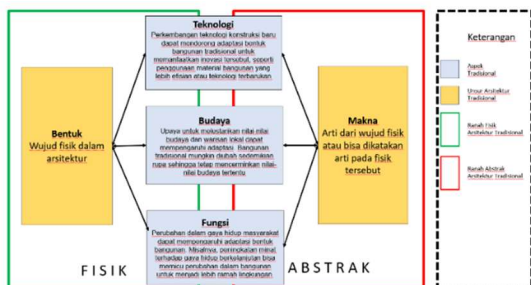 Teknologi
Perkembangan teknologi konstruksi baru
dapat mendorong adaptasi bentuk
bangunan tradisional untuk
memanfaatkan inovasi tersebut, seperti
penggunaan material bangunan yang
lebih efisien atau teknologi terbarukan
Bentuk
Wujud fisik dalam
arsitektur
Budaya
Upaya untuk melestarikan nilai-nilai
budaya dan warisan lokal dapat
mempengaruhi adaptasi. Bangunan
tradisional mungkin diubah sedemikian
rupa sehingga tetap mencerminkan nilai-
nilai budaya tertentu
Makna
Arti dari wujud fisik
atau bisa dikatakan
arti pada fisik
tersebut
Fungsi
Perubahan dalam gaya hidup masyarakat
dapat mempengaruhi adaptasi bentuk
bangunan. Misalnya, peningkatan minat
terhadap gaya hidup berkelanjutan bisa
memicu perubahan dalam bangunan
untuk menjadi lebih ramah lingkungan
FISIK
ABSTRAK
Keterangan
Aspek
Tradisional
Unsur Arsitektur
Tradisional
Ranah Fisik
Arsitektur Tradisional
Ranah Abstrak
Arsitektur Tradisional